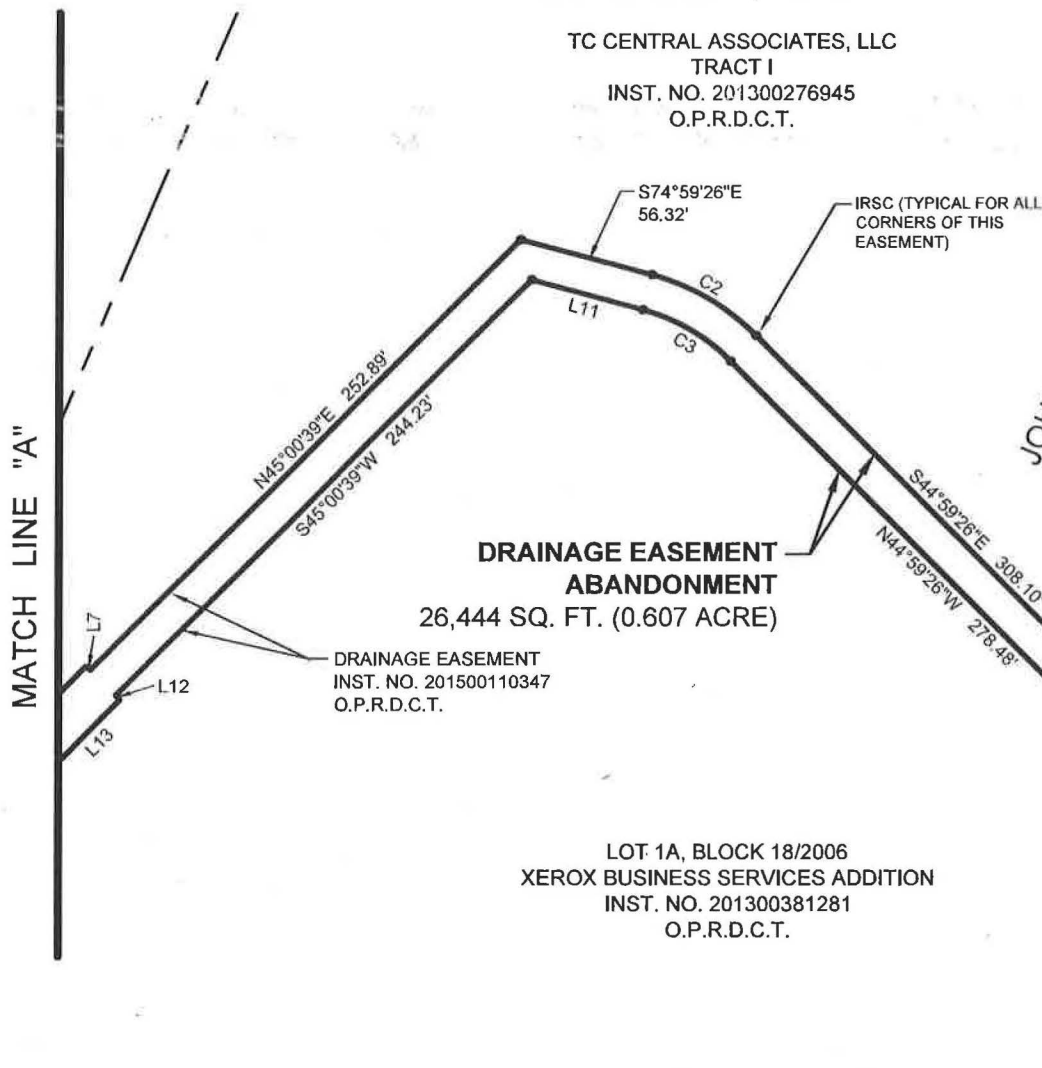 TC CENTRAL ASSOCIATES, LLC
TRACT I
INST. NO. 201300276945
O.P.R.D.C.T.
S74°59'26"E
56.32'
IRSC (TYPICAL FOR ALL
CORNERS OF THIS
EASEMENT)
C2
L11
C3
N45°00'39"E 252.89'
S45°00'39"W 244.23'
MATCH LINE "A"
S44°59'26"E 308.10'
N44°59'26"W 278.48'
DRAINAGE EASEMENT
ABANDONMENT
26,444 SQ. FT. (0.607 ACRE)
L7
DRAINAGE EASEMENT
INST. NO. 201500110347
O.P.R.D.C.T.
L12
L13
LOT 1A, BLOCK 18/2006
XEROX BUSINESS SERVICES ADDITION
INST. NO. 201300381281
O.P.R.D.C.T.